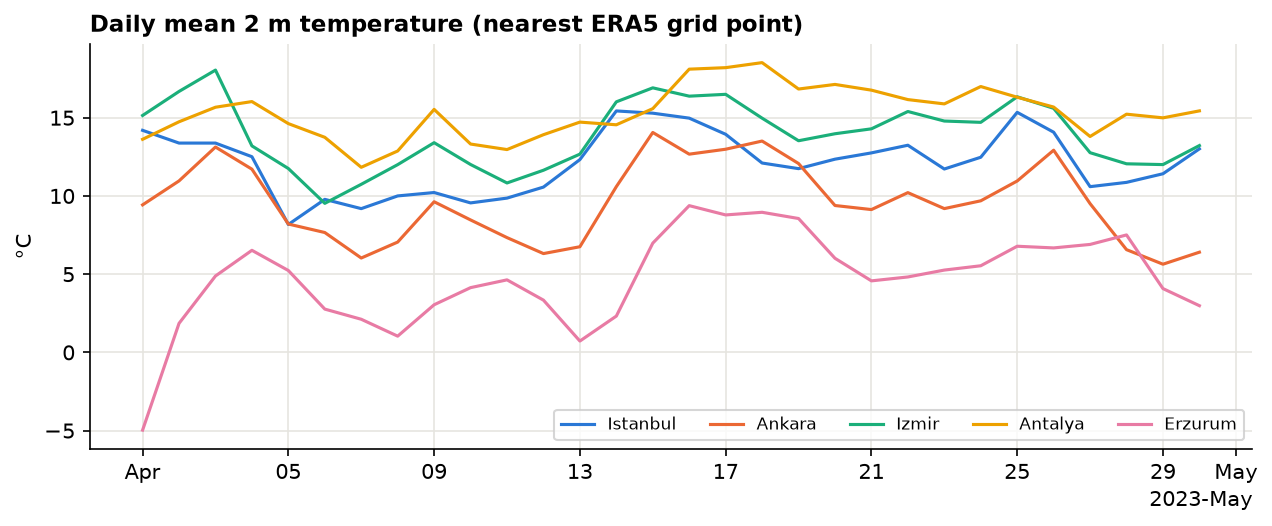 Daily mean 2 m temperature (nearest ERA5 grid point)
°C
15
10
5
0
−5
Istanbul Ankara Izmir Antalya Erzurum
Apr 05 09 13 17 21 25 29 May
2023-May